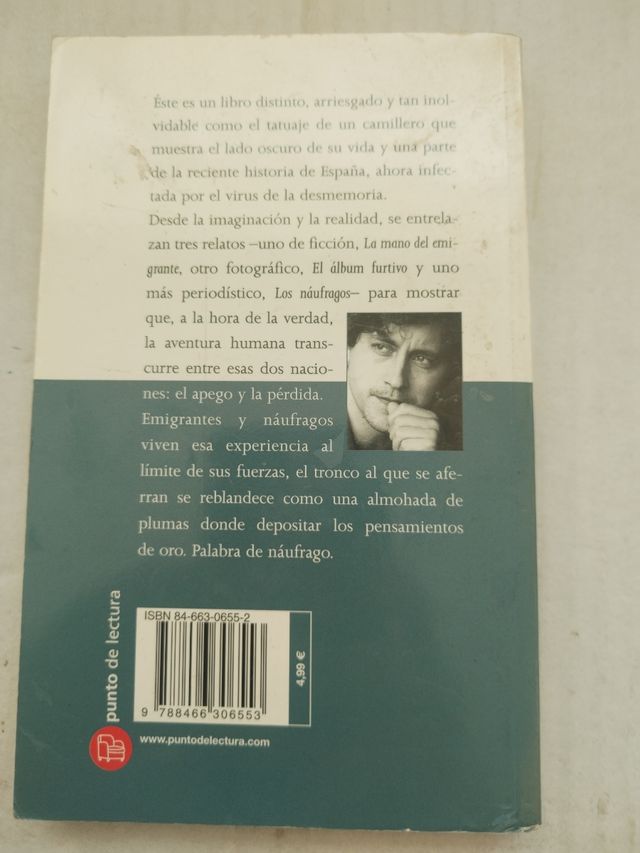 Éste es un libro distinto, arriesgado y tan inol-
vidable como el tatuaje de un camillero que
muestra el lado oscuro de su vida y una parte
de la reciente historia de España, ahora infec-
tada por el virus de la desmemoria.
Desde la imaginación y la realidad, se entrela-
zan tres relatos –uno de ficción, La mano del emi-
grante, otro fotográfico, El álbum furtivo y uno
más periodístico, Los náufragos– para mostrar
que, a la hora de la verdad,
la aventura humana trans-
curre entre esas dos nacio-
nes: el apego y la pérdida.
Emigrantes y náufragos
viven esa experiencia al
límite de sus fuerzas, el tronco al que se afe-
rran se reblandece como una almohada de
plumas donde depositar los pensamientos
de oro. Palabra de náufrago.
punto de lectura
ISBN 84-663-0655-2
4,99 €
9 788466 306553
www.puntodelectura.com